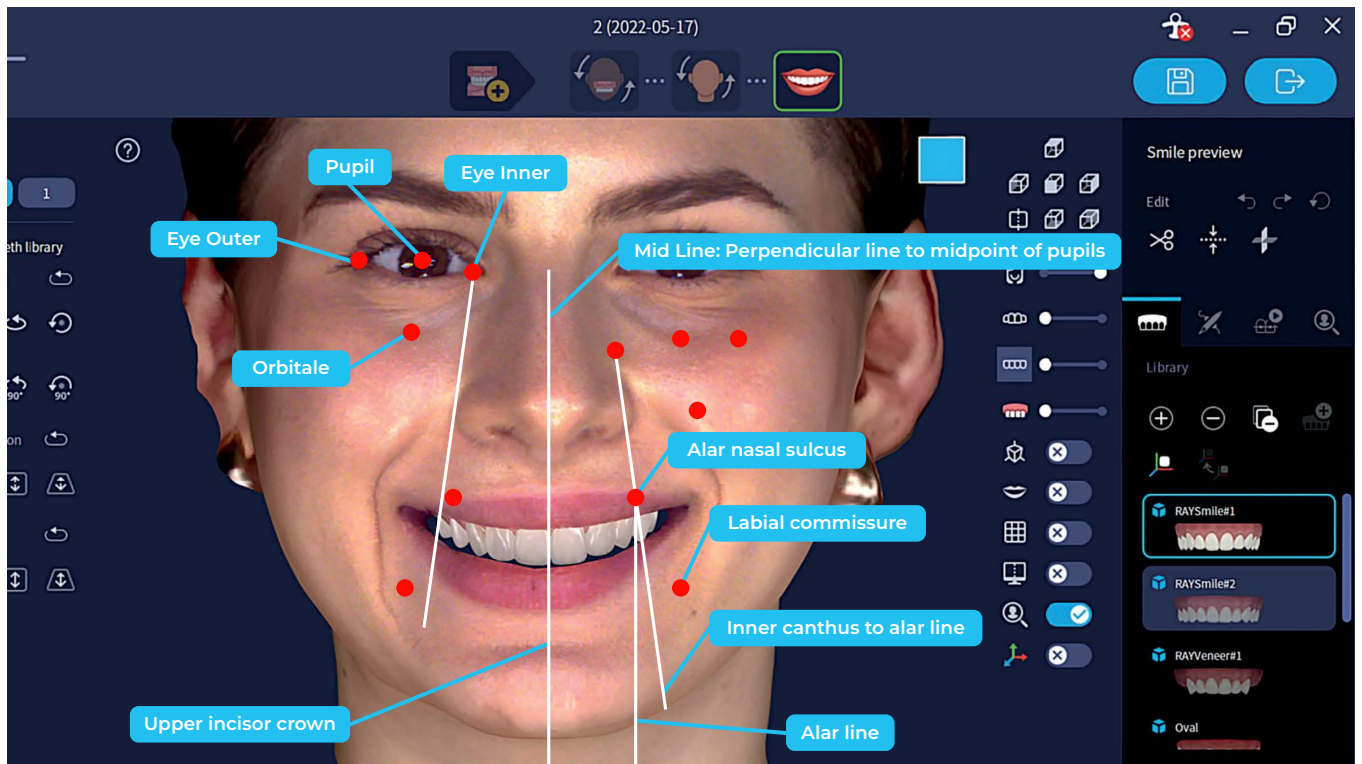 2 (2022-05-17)
Smile preview
Edit
1
eth library
90°
90°
on
Pupil
Eye Inner
Eye Outer
Mid Line: Perpendicular line to midpoint of pupils
Orbitale
Alar nasal sulcus
Labial commissure
Inner canthus to alar line
Upper incisor crown
Alar line
Library
RAYSmile#1
RAYSmile#2
RAYVeneer#1
Oval